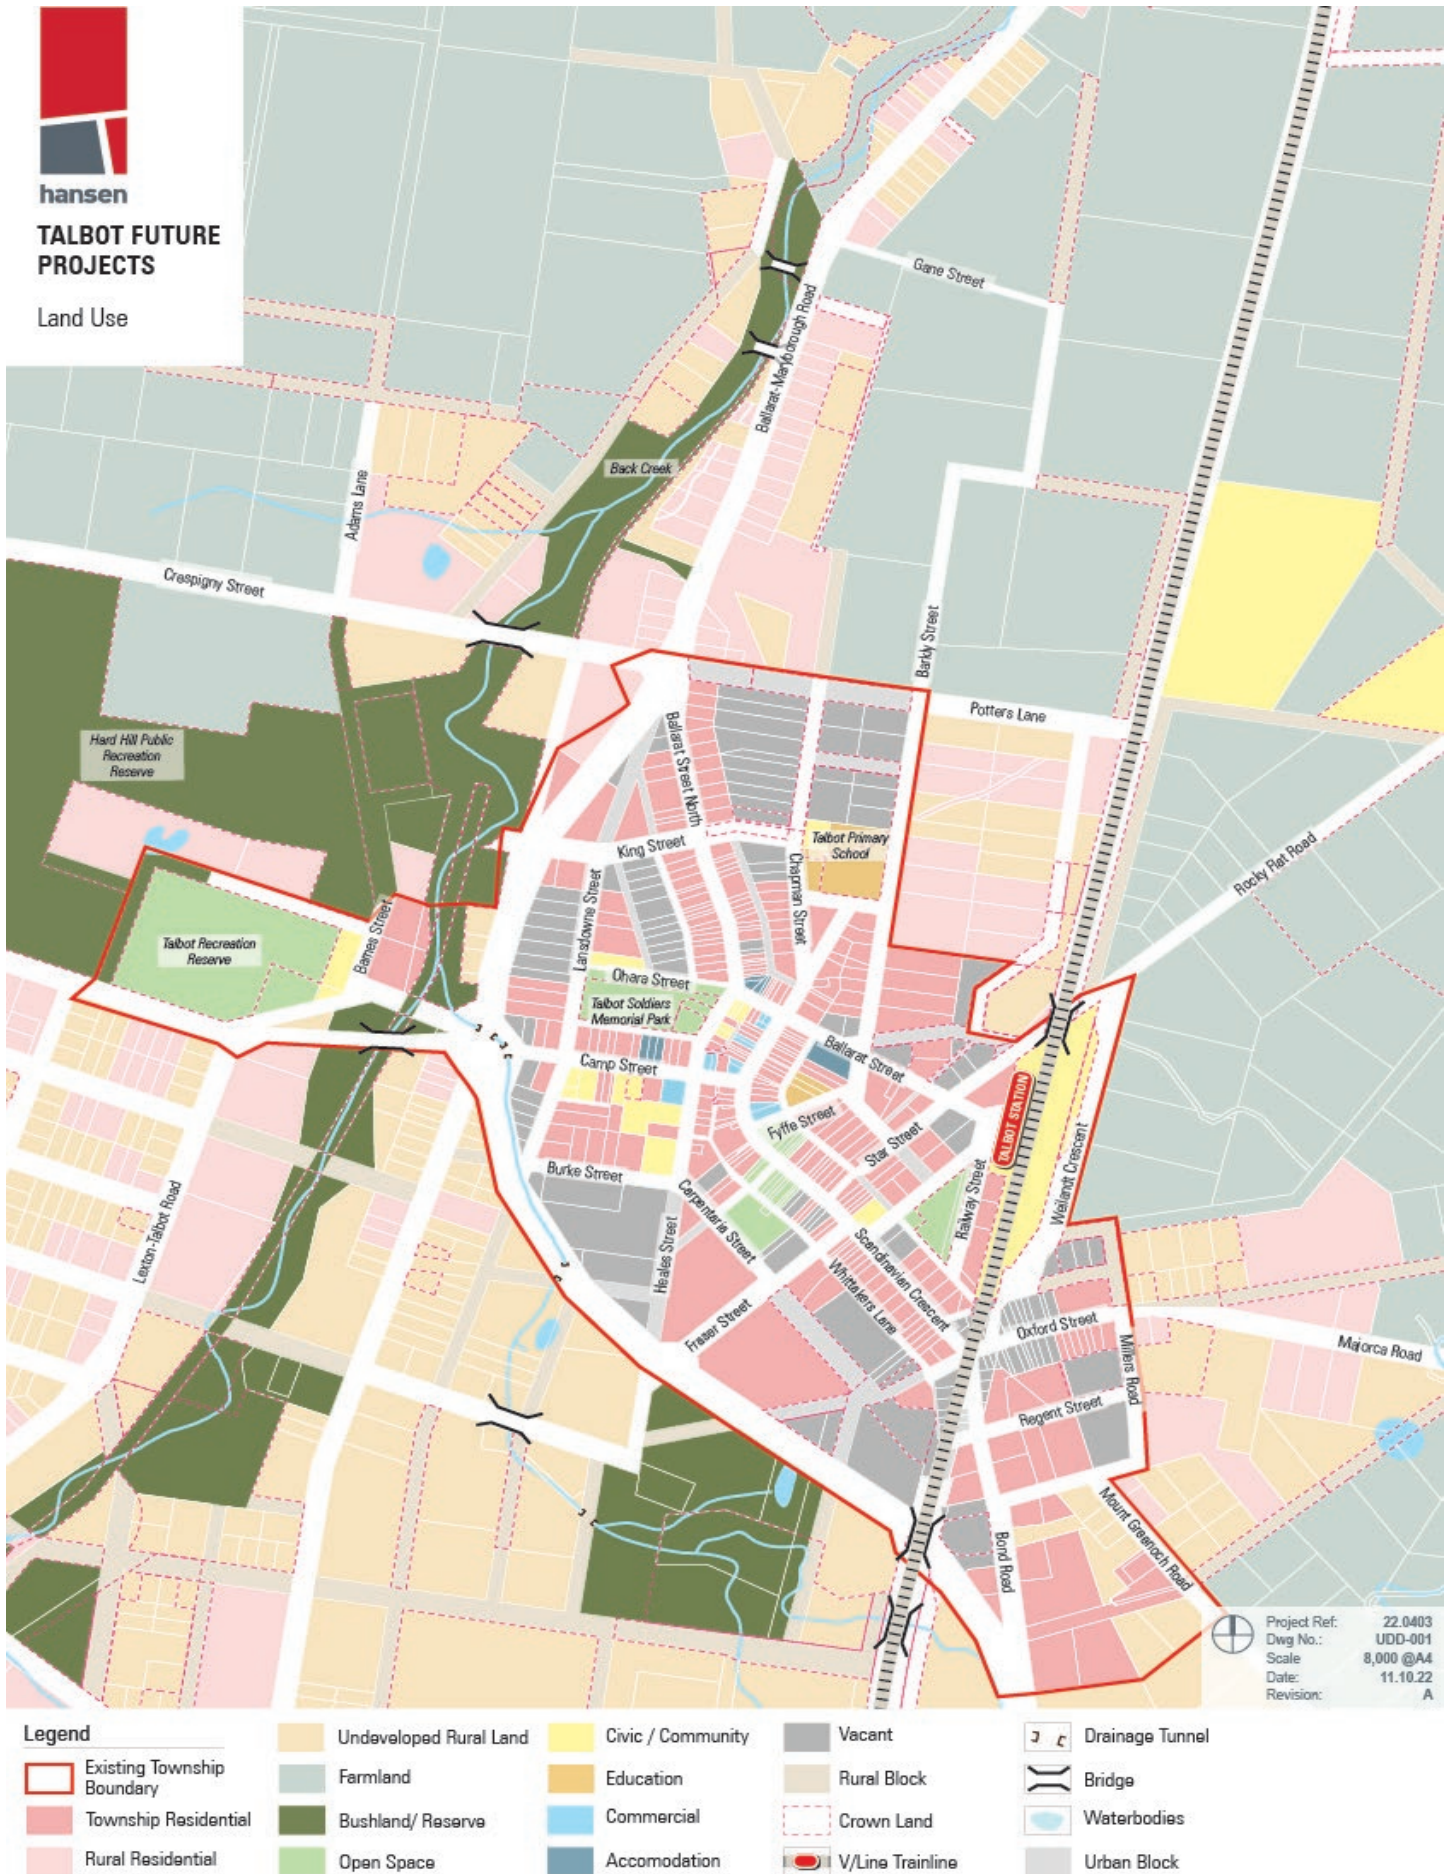 hansen
TALBOT FUTURE
PROJECTS
Land Use
Gane Street
Ballarat-Maryborough Road
Back Creek
Adams Lane
Crespigny Street
Barkly Street
Potters Lane
Hard Hill Public
Recreation
Reserve
Ballarat Street North
King Street
Talbot Primary
School
Chapman Street
Rocky Flat Road
Lansdowne Street
Barnes Street
Talbot Recreation
Reserve
Ohara Street
Talbot Soldiers
Memorial Park
Camp Street
Ballarat Street
TALBOT STATION
Fyffe Street
Star Street
Weilandt Crescent
Burke Street
Railway Street
Carpentaria Street
Lexton-Talbot Road
Heales Street
Scandinavian Crescent
Whittakers Lane
Fraser Street
Oxford Street
Millers Road
Majorca Road
Regent Street
Mount Greenoch Road
Bond Road
Project Ref: 22.0403
Dwg No.: UDD-001
Scale 8,000 @A4
Date: 11.10.22
Revision: A
Legend
Existing Township
Boundary
Township Residential
Rural Residential
Undeveloped Rural Land
Farmland
Bushland/ Reserve
Open Space
Civic / Community
Education
Commercial
Accomodation
Vacant
Rural Block
Crown Land
V/Line Trainline
Drainage Tunnel
Bridge
Waterbodies
Urban Block